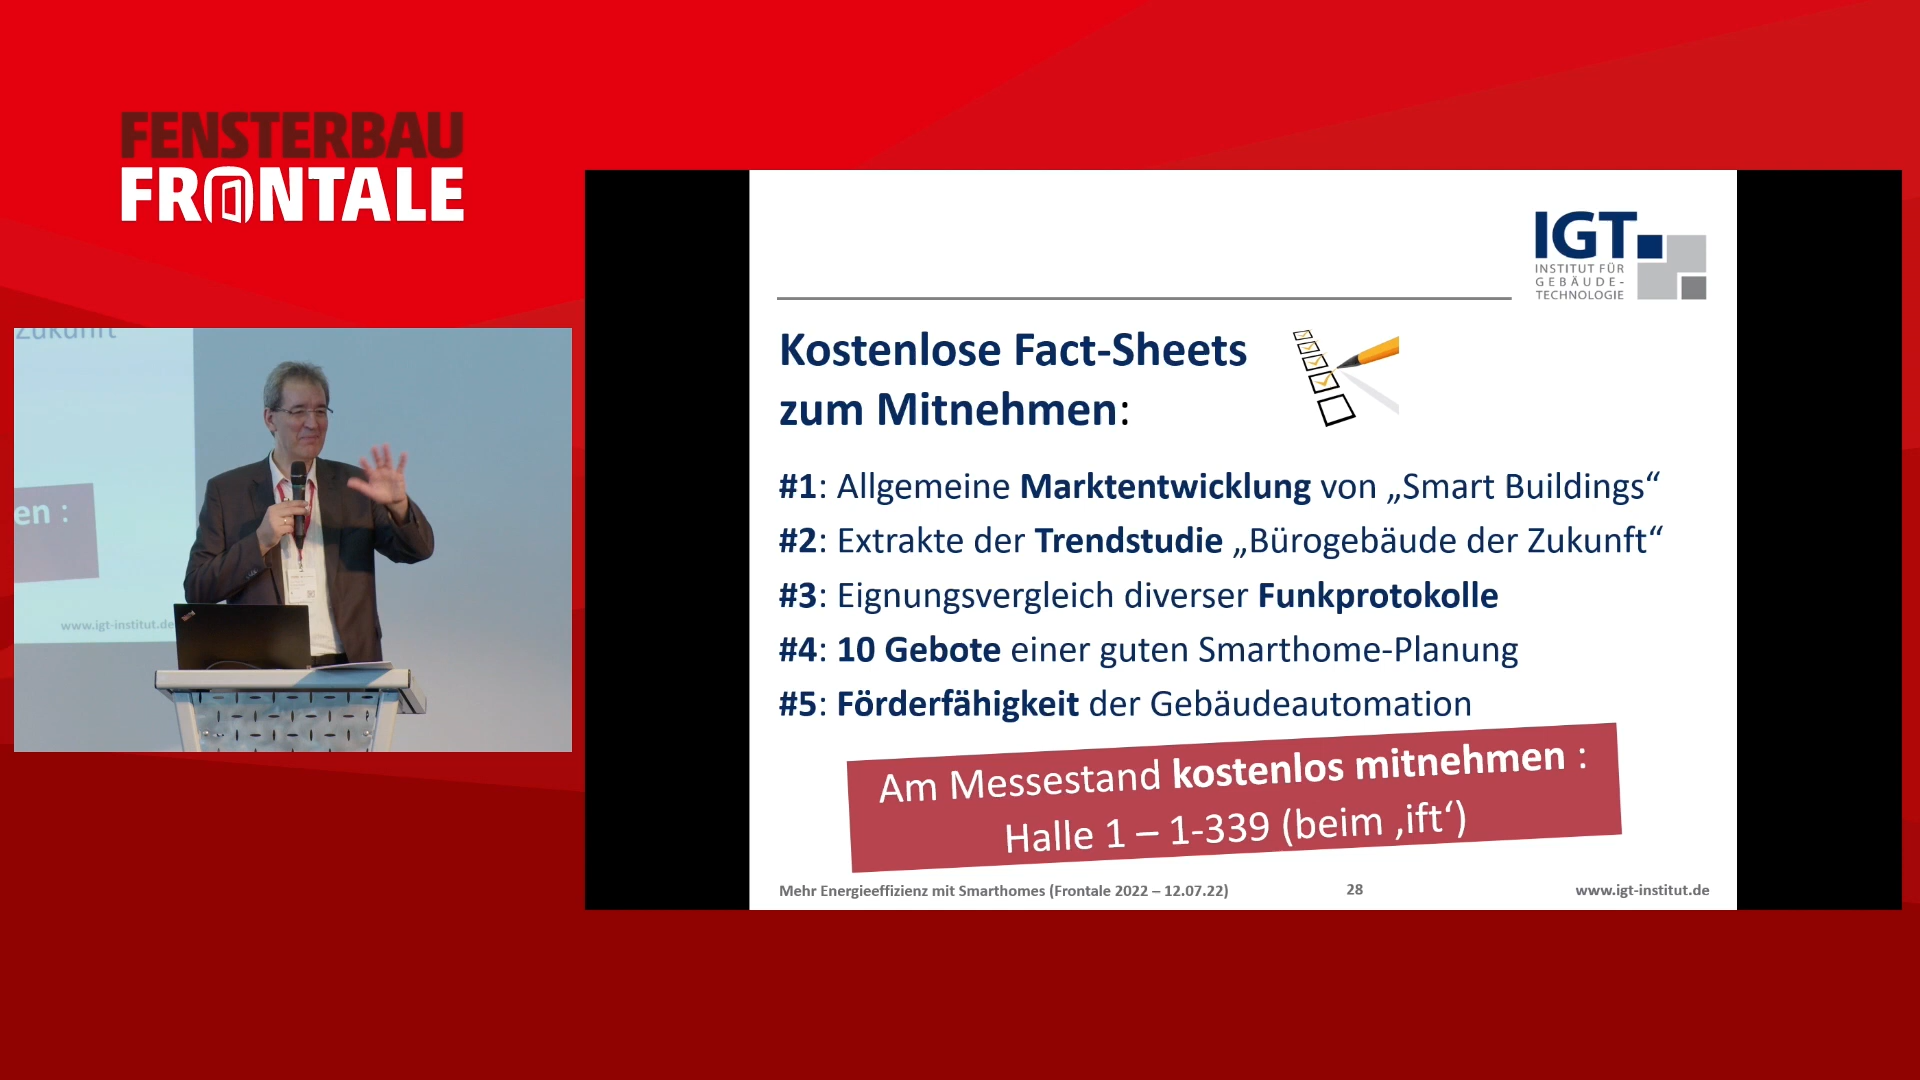 FENSTERBAU
FRONTALE
Zukunft
en :
www.igt-institut.de
IGT
INSTITUT FÜR
GEBÄUDE-
TECHNOLOGIE
Kostenlose Fact-Sheets
zum Mitnehmen:
#1: Allgemeine Marktentwicklung von „Smart Buildings“
#2: Extrakte der Trendstudie „Bürogebäude der Zukunft“
#3: Eignungsvergleich diverser Funkprotokolle
#4: 10 Gebote einer guten Smarthome-Planung
#5: Förderfähigkeit der Gebäudeautomation
Am Messestand kostenlos mitnehmen :
Halle 1 – 1-339 (beim ‚ift‘)
Mehr Energieeffizienz mit Smarthomes (Frontale 2022 – 12.07.22)
28
www.igt-institut.de